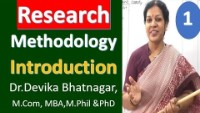 Research
Methodology
Introduction
Dr.Devika Bhatnagar,
M.Com, MBA,M.Phil &PhD
1